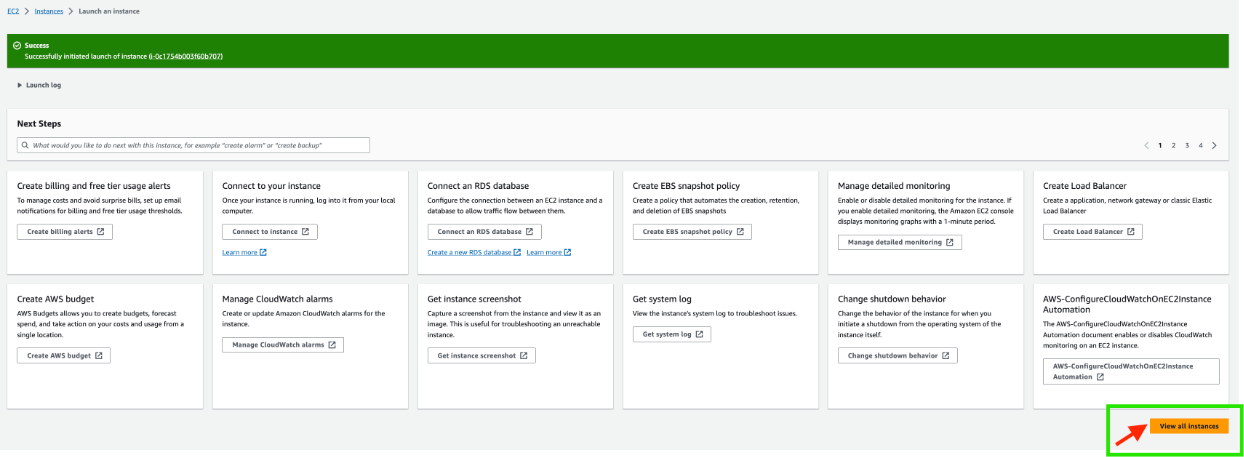 EC2 > Instances > Launch an instance
Success
Successfully initiated launch of instance (i-0c1754b003f60b707)
Launch log
Next Steps
What would you like to do next with this instance, for example "create alarm" or "create backup"
1 2 3 4
Create billing and free tier usage alerts
To manage costs and avoid surprise bills, set up email
notifications for billing and free tier usage thresholds.
Create billing alerts
Connect to your instance
Once your instance is running, log into it from your local
computer.
Connect to instance
Learn more
Connect an RDS database
Configure the connection between an EC2 instance and a
database to allow traffic flow between them.
Connect an RDS database
Create a new RDS database Learn more
Create EBS snapshot policy
Create a policy that automates the creation, retention,
and deletion of EBS snapshots
Create EBS snapshot policy
Manage detailed monitoring
Enable or disable detailed monitoring for the instance. If
you enable detailed monitoring, the Amazon EC2 console
displays monitoring graphs with a 1-minute period.
Manage detailed monitoring
Create Load Balancer
Create a application, network gateway or classic Elastic
Load Balancer
Create Load Balancer
Create AWS budget
AWS Budgets allows you to create budgets, forecast
spend, and take action on your costs and usage from a
single location.
Create AWS budget
Manage CloudWatch alarms
Create or update Amazon CloudWatch alarms for the
instance.
Manage CloudWatch alarms
Get instance screenshot
Capture a screenshot from the instance and view it as an
image. This is useful for troubleshooting an unreachable
instance.
Get instance screenshot
Get system log
View the instance's system log to troubleshoot issues.
Get system log
Change shutdown behavior
Change the behavior of the instance for when you
initiate a shutdown from the operating system of the
instance itself.
Change shutdown behavior
AWS-ConfigureCloudWatchOnEC2Instance
Automation
The AWS-ConfigureCloudWatchOnEC2Instance
Automation document enables or disables CloudWatch
monitoring on an EC2 instance.
AWS-ConfigureCloudWatchOnEC2Instance
Automation
View all instances